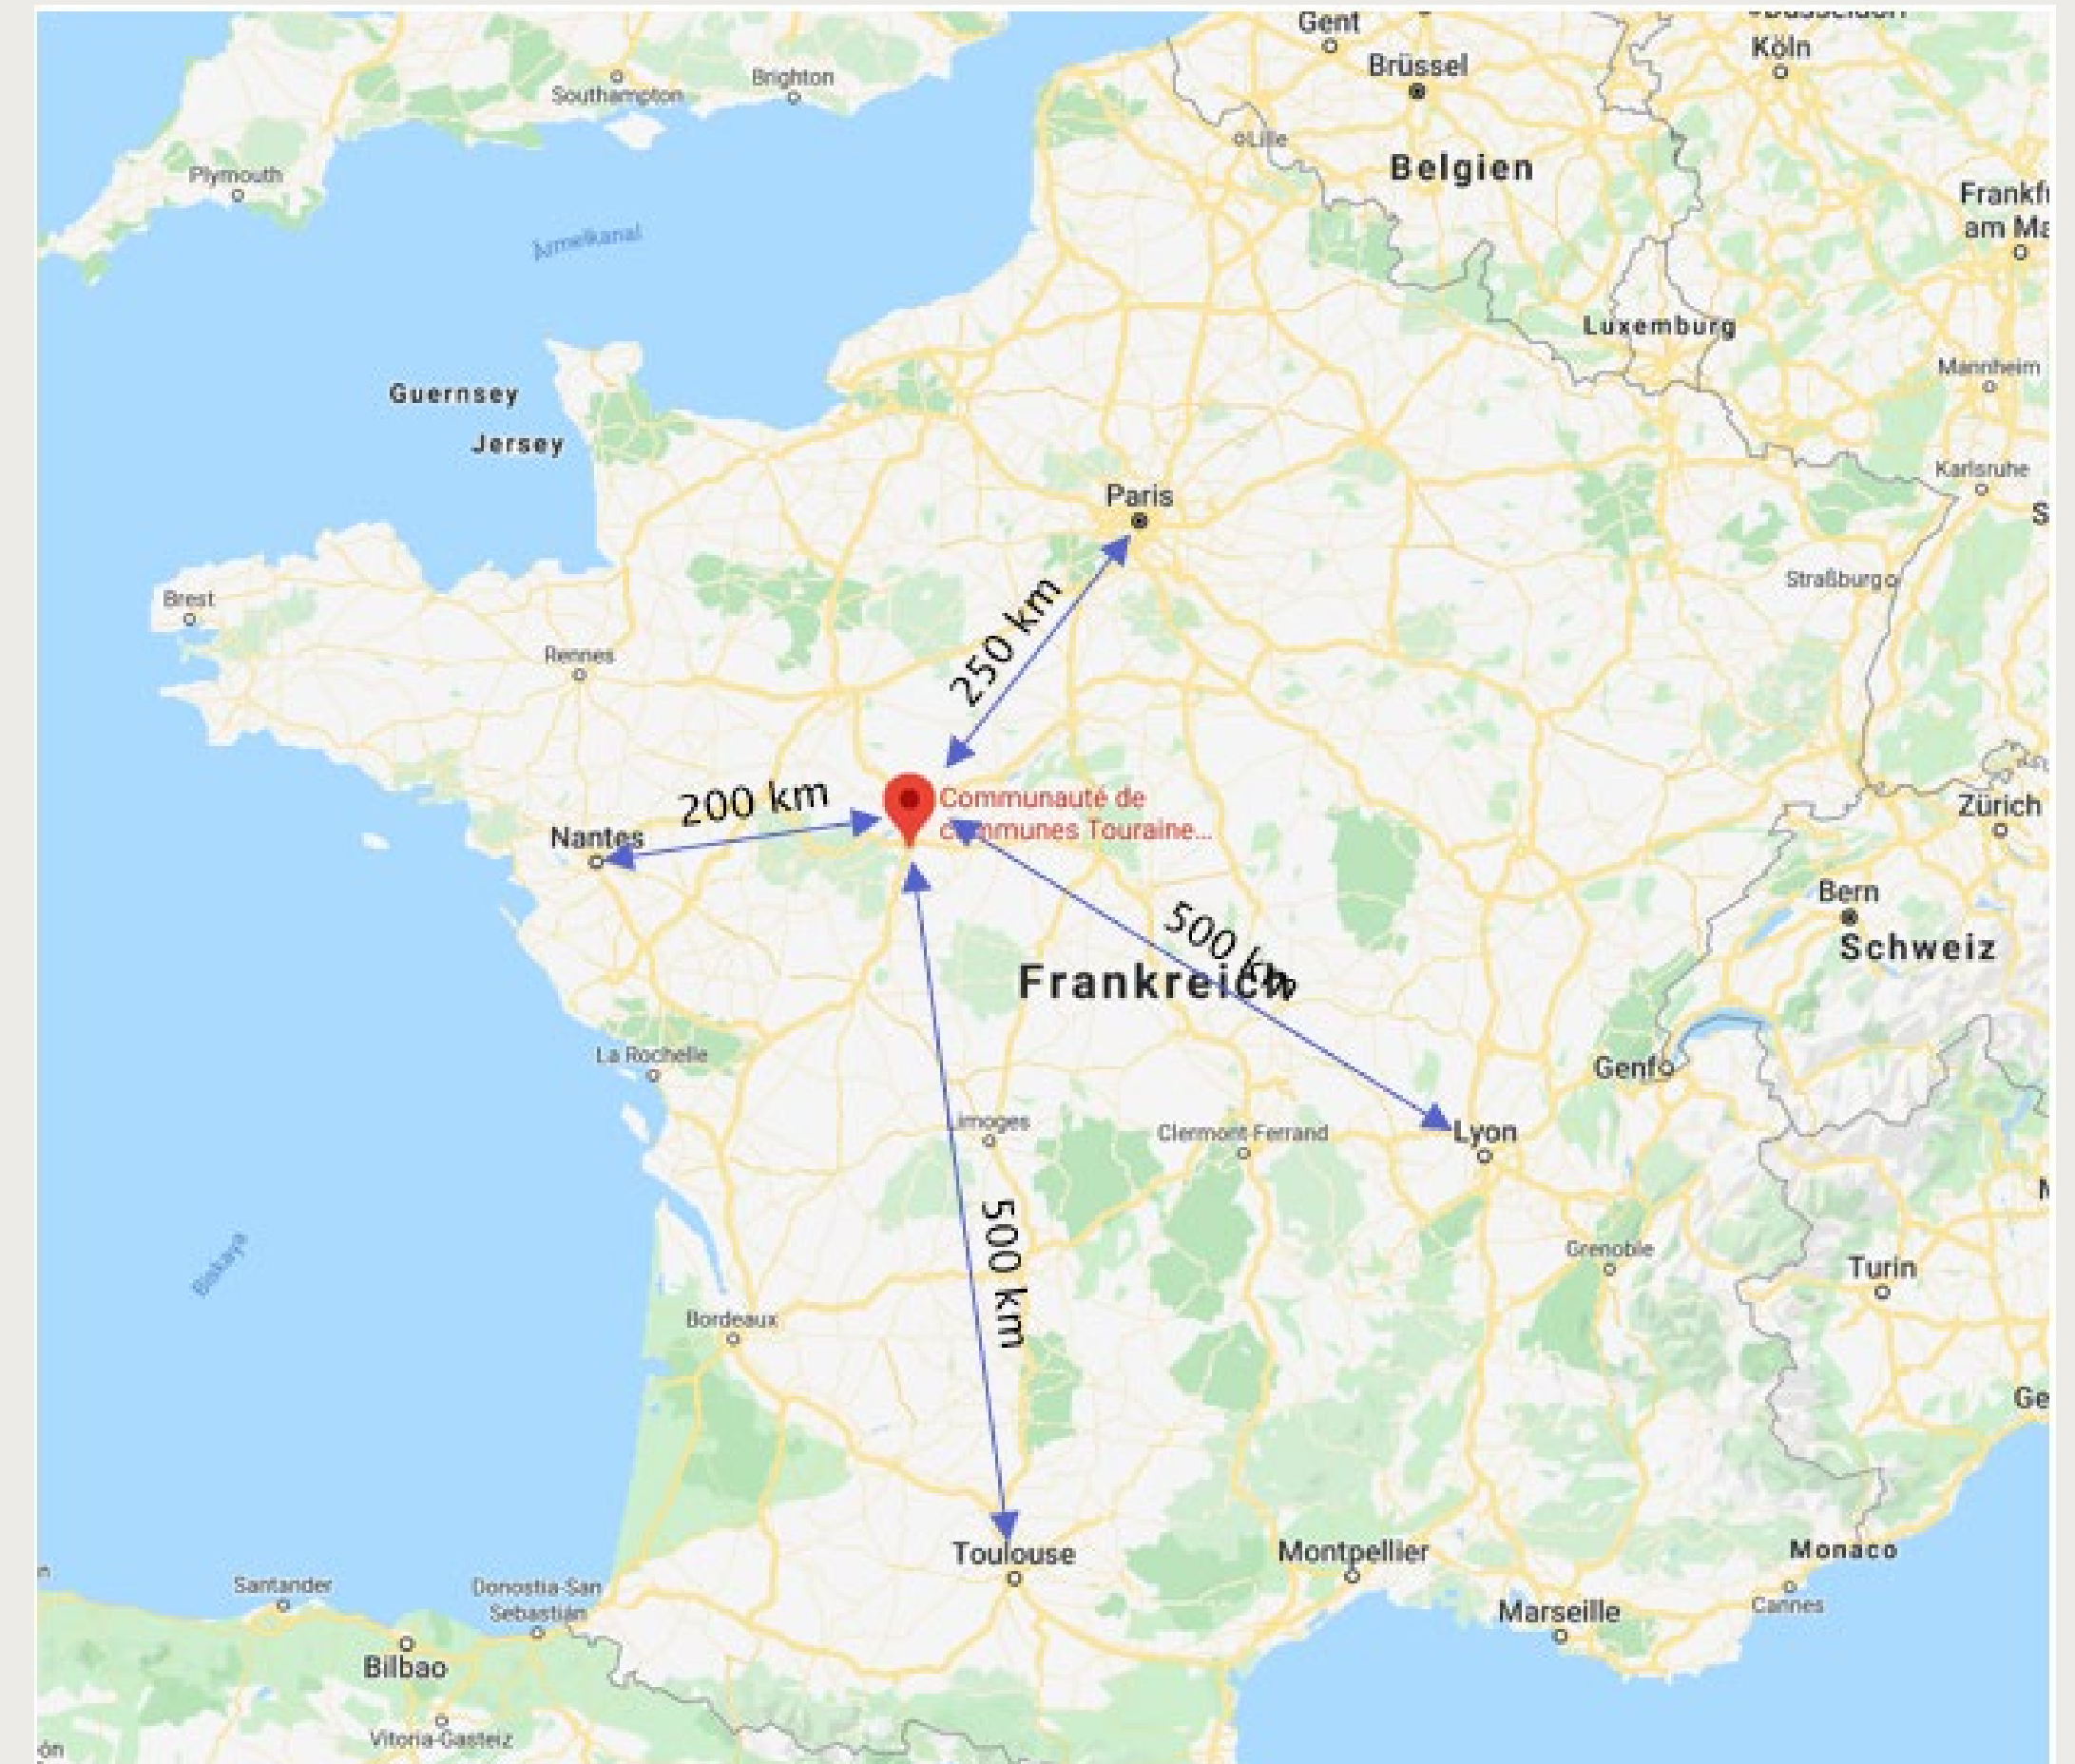 Gent
Brüssel
Köln
Southampton
Brighton
Lille
Plymouth
Belgien
Ärmelkanal
Luxemburg
Mannheim
Guernsey
Jersey
Karlsruhe
Paris
Straßburg
Brest
Rennes
250 km
200 km
Nantes
Communauté de
communes Touraine...
Zürich
Bern
Schweiz
500 km
Frankreich
La Rochelle
Genf
Limoges
Clermont-Ferrand
Lyon
500 km
Biskaya
Grenoble
Turin
Bordeaux
Toulouse
Montpellier
Monaco
Santander
Donostia-San
Sebastián
Marseille
Cannes
Bilbao
Vitoria-Gasteiz